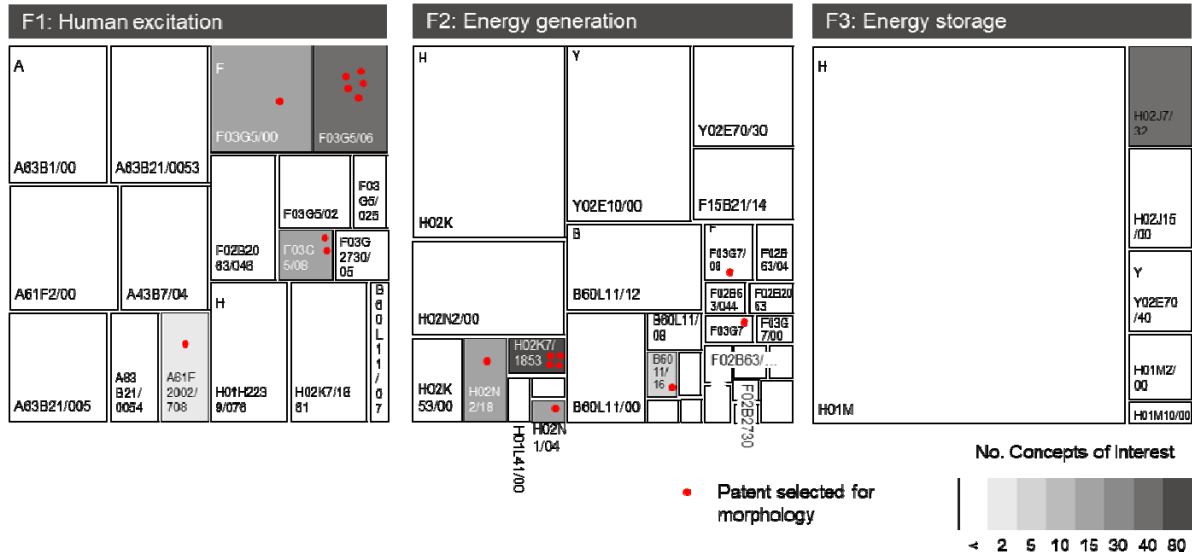 F1: Human excitation
F2: Energy generation
F3: Energy storage
A
A63B1/00
A63B21/0053
F
F03G5/00
F03G5/06
A61F2/00
A43B7/04
F02B20
63/046
F03G5/02
F03
G5/
025
F03G
5/08
F03G
2730/
05
A63B21/005
A63
B21/
0054
A61F
2002/
708
H
H01H223
9/076
H02K7/18
61
B60L11/07
H
H02K
H02N2/00
H02K
53/00
H02N
2/18
H02K7/
1853
H01L41/00
H02N
1/04
Y
Y02E10/00
Y02E70/30
F15B21/14
B
B60L11/12
B60L11/00
B60L11/
08
B60
11/
16
F
F03G7/
08
F02B
63/04
F02B6
3/044
F02B20
63
F03G7
F03G
7/00
F02B63/...
F02B2730
H
H01M
H02J7/
32
H02J15
/00
Y
Y02E70
/40
H01M2/
00
H01M10/00
No. Concepts of Interest
Patent selected for
morphology
< 2 5 10 15 30 40 80